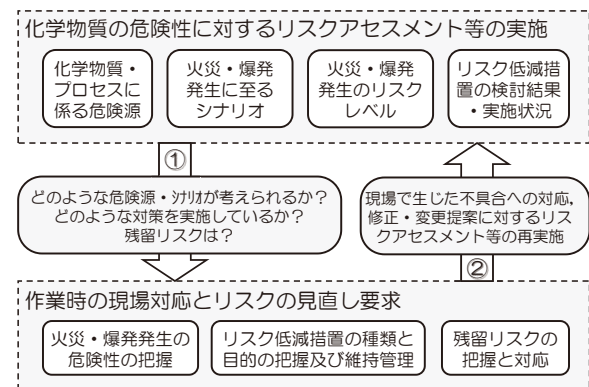 化学物質の危険性に対するリスクアセスメント等の実施
化学物質・
プロセスに
係る危険源
火災・爆発
発生に至る
シナリオ
火災・爆発
発生のリスク
レベル
リスク低減措
置の検討結果
・実施状況
①
どのような危険源・ｼﾅﾘｵが考えられるか？
どのような対策を実施しているか？
残留リスクは？
現場で生じた不具合への対応,
修正・変更提案に対するリス
クアセスメント等の再実施
②
作業時の現場対応とリスクの見直し要求
火災・爆発発生の
危険性の把握
リスク低減措置の種類と
目的の把握及び維持管理
残留リスクの
把握と対応